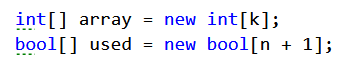 int[] array = new int[k];
bool[] used = new bool[n + 1];